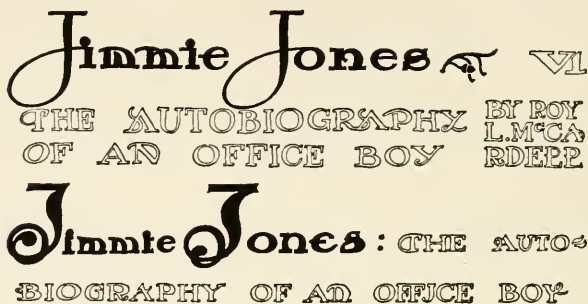 Jimmie Jones VI
THE AUTOBIOGRAPHY BY ROY
OF AN OFFICE BOY L. McCA
RDELL
Jimmie Jones: THE AUTO-
BIOGRAPHY OF AN OFFICE BOY